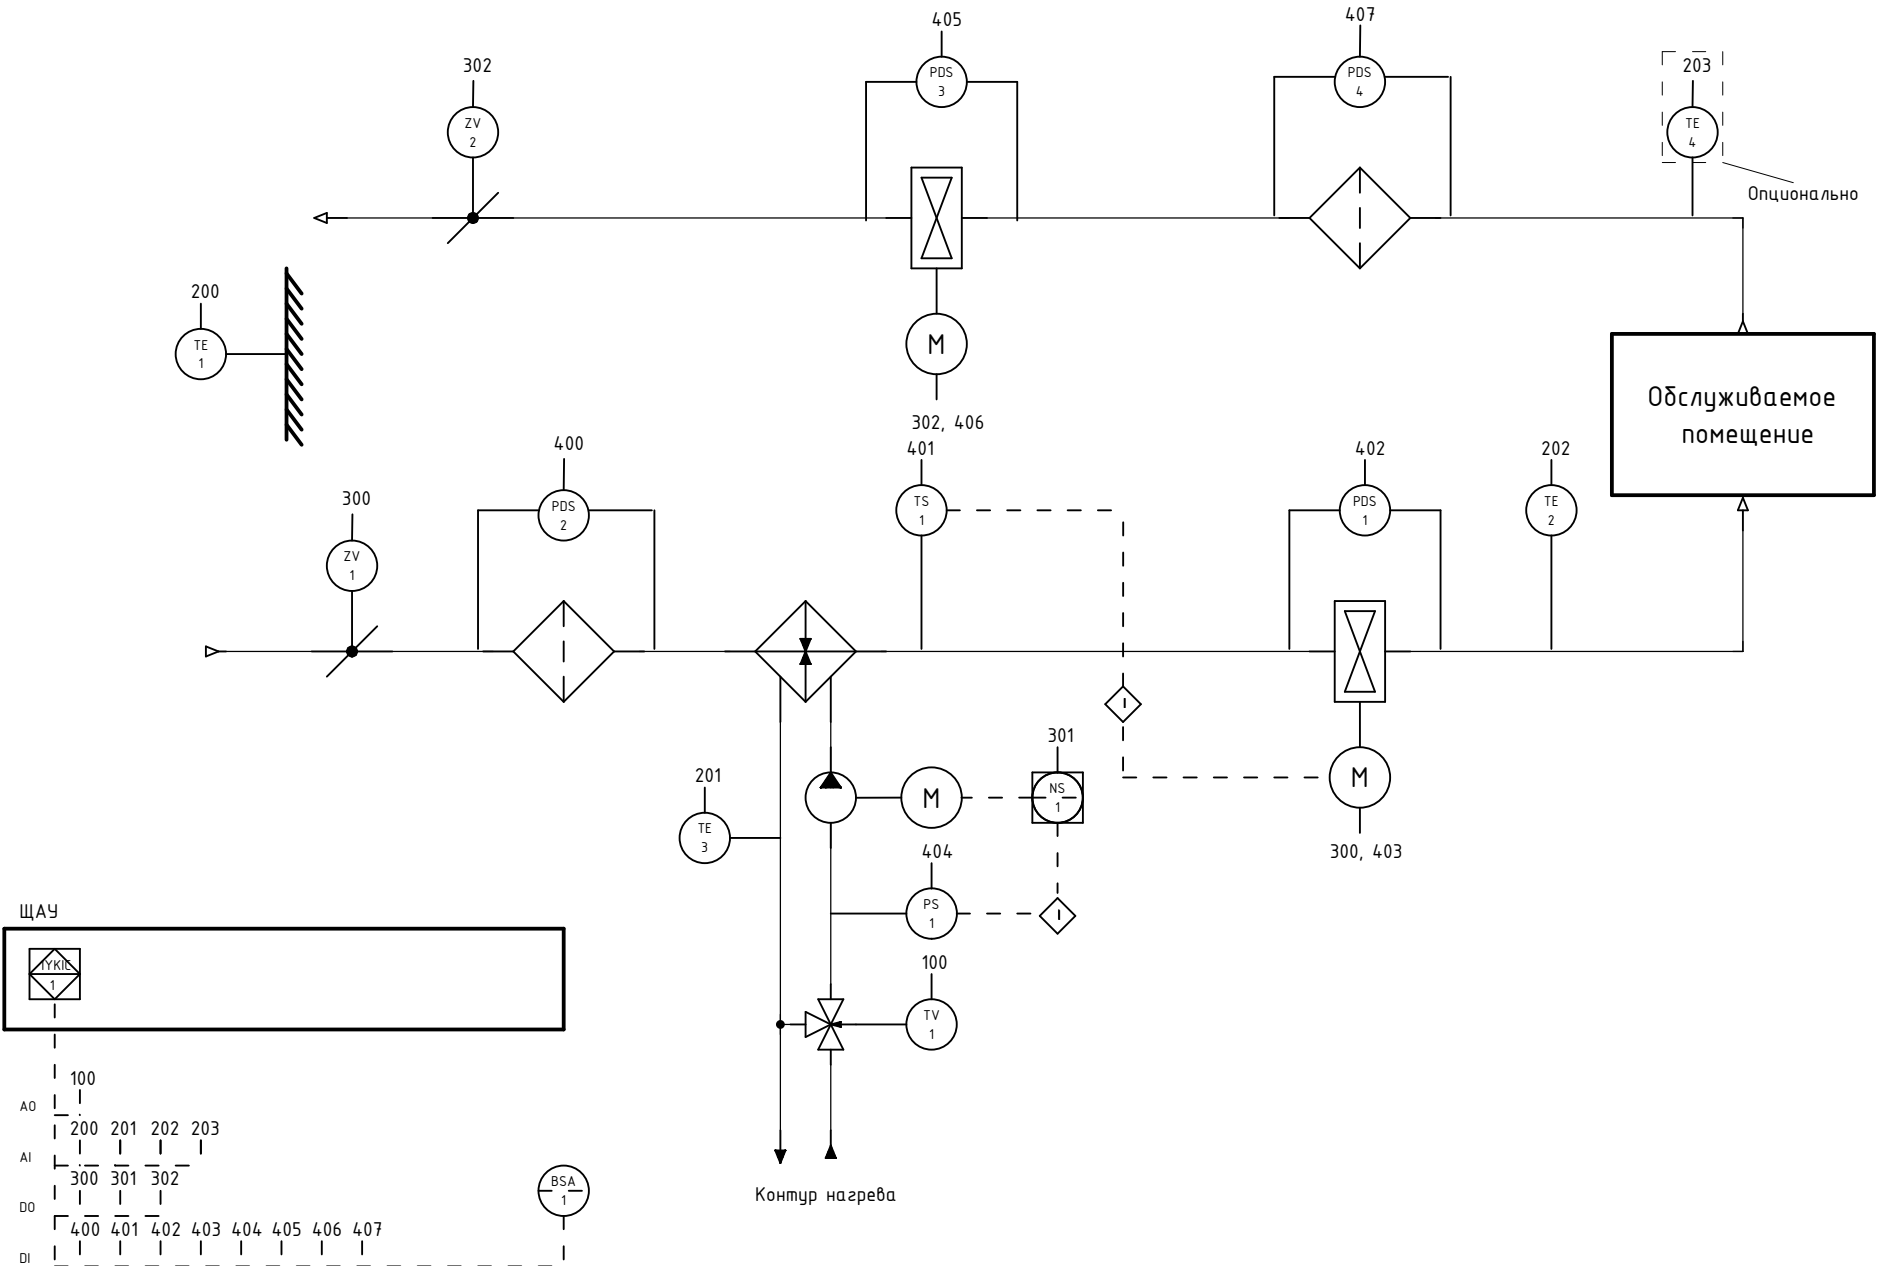 405
407
302
203
PDS
3
PDS
4
ZV
2
TE
4
Опционально
200
TE
1
M
Обслуживаемое
помещение
302, 406
400
401
402
202
300
PDS
2
TS
1
PDS
1
TE
2
ZV
1
301
201
M
NS
1
M
TE
3
404
300, 403
PS
1
ЩАУ
TYKIC
1
100
TV
1
100
AO
200 201 202 203
AI
300 301 302
BSA
1
Контур нагрева
DO
400 401 402 403 404 405 406 407
DI